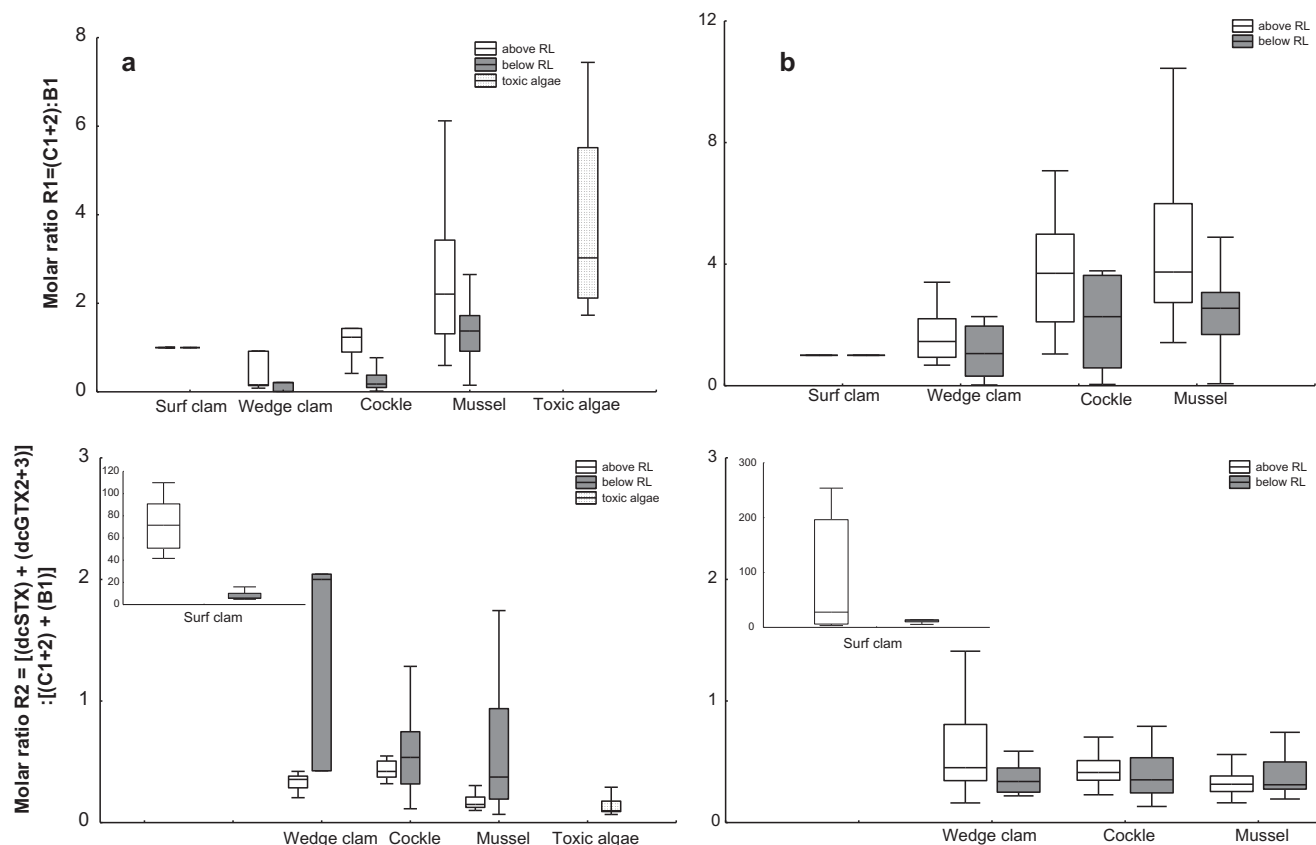 a
Molar ratio R1=(C1+2):B1
8
6
4
2
0
above RL
below RL
toxic algae
Surf clam Wedge clam Cockle Mussel Toxic algae
b
12
8
4
0
above RL
below RL
Surf clam Wedge clam Cockle Mussel
Molar ratio R2 = [(dcSTX) + (dcGTX2+3)]
:[(C1+2) + (B1)]
3
2
1
0
120
100
80
60
40
20
0
Surf clam
above RL
below RL
toxic algae
Wedge clam Cockle Mussel Toxic algae
3
2
1
0
300
200
100
0
Surf clam
above RL
below RL
Wedge clam Cockle Mussel